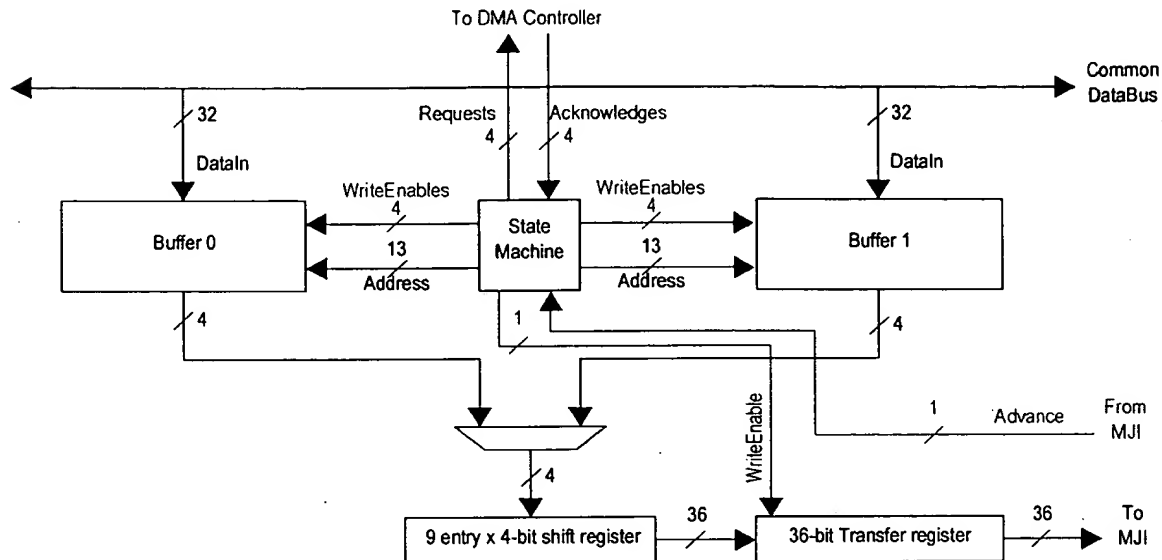 To DMA Controller
Common
DataBus
32
Requests
4
Acknowledges
4
32
DataIn
DataIn
WriteEnables
4
WriteEnables
4
State
Machine
Buffer 0
Buffer 1
13
Address
13
Address
4
1
4
1
Advance
From
MJI
WriteEnable
4
9 entry x 4-bit shift register
36
36-bit Transfer register
36
To
MJI